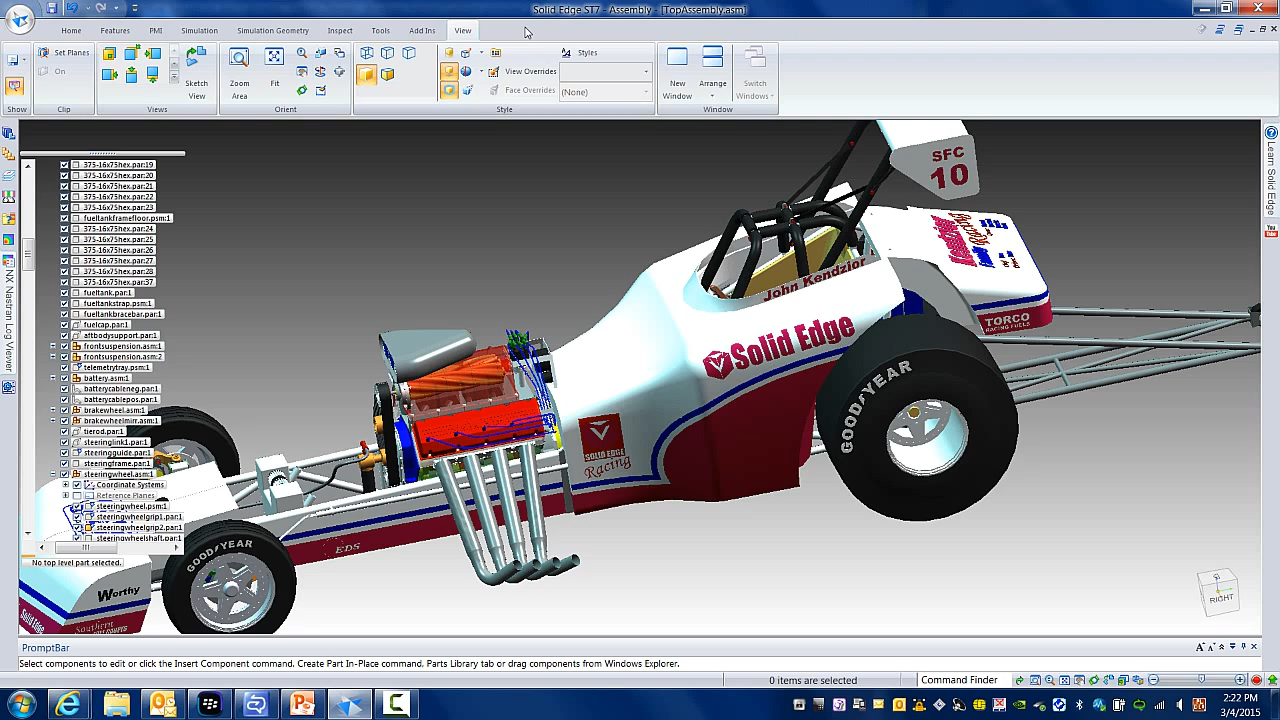 Solid Edge ST7 - Assembly - [TopAssembly.asm]
Home Features PMI Simulation Simulation Geometry Inspect Tools Add Ins View
Set Planes
On
Sketch View
Zoom Area
Fit
Styles
View Overrides
Face Overrides
(None)
New Window
Arrange
Switch Windows
Show Clip Views Orient Style Window
375-16x75hex.par:19
375-16x75hex.par:20
375-16x75hex.par:21
375-16x75hex.par:22
375-16x75hex.par:23
fueltankframefloor.psm:1
375-16x75hex.par:24
375-16x75hex.par:25
375-16x75hex.par:26
375-16x75hex.par:27
375-16x75hex.par:28
375-16x75hex.par:37
fueltank.par:1
fueltankstrap.psm:1
fueltankbracebar.par:1
fuelcap.par:1
aftbodysupport.par:1
frontsuspension.asm:1
frontsuspension.asm:2
telemetrytray.psm:1
battery.asm:1
batterycableneg.par:1
batterycablepos.par:1
brakewheel.asm:1
brakewheelmirr.asm:1
tierod.par:1
steeringlink1.par:1
steeringguide.par:1
steeringframe.par:1
steeringwheel.asm:1
Coordinate Systems
Reference Planes
steeringwheel.psm:1
steeringwheelgrip1.par:1
steeringwheelgrip2.par:1
steeringwheelshaft.par:1
No top level part selected.
NX Nastran Log Viewer
Learn Solid Edge
You
SFC
10
John Kendzior
Solid Edge
TORCO
RACING FUELS
GOODYEAR
SOLID EDGE
Racing
EDS
GOODYEAR
Worthy
Solid Edge
Southern
RIGHT
PromptBar
Select components to edit or click the Insert Component command, Create Part In-Place command, Parts Library tab or drag components from Windows Explorer.
0 items are selected
Command Finder
2:22 PM
3/4/2015